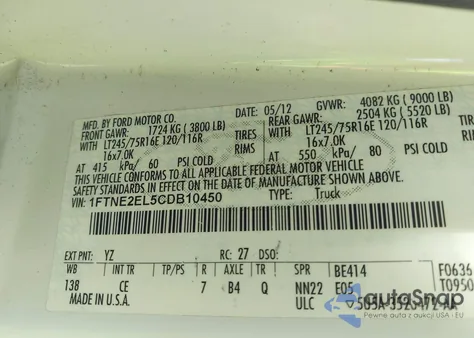 MFD. BY FORD MOTOR CO.
05/12 GVWR: 4082 KG ( 9000 LB)
FRONT GAWR: 1724 KG ( 3800 LB) REAR GAWR: 2504 KG ( 5520 LB)
WITH LT245/75R16E 120/116R TIRES WITH LT245/75R16E 120/116R TIRES
16x7.0K RIMS 16x7.0K RIMS
AT 415 kPa/ 60 PSI COLD AT 550 kPa/ 80 PSI COLD
THIS VEHICLE CONFORMS TO ALL APPLICABLE FEDERAL MOTOR VEHICLE
SAFETY STANDARDS IN EFFECT ON THE DATE OF MANUFACTURE SHOWN ABOVE.
VIN: 1FTNE2EL5CDB10450 TYPE: Truck
EXT PNT: YZ RC: 27 DSO:
WB INT TR TP/PS R AXLE TR SPR BE414 F0636
138 CE 7 B4 Q NN22 E05 T0950
MADE IN U.S.A. ULC
AutoSnap